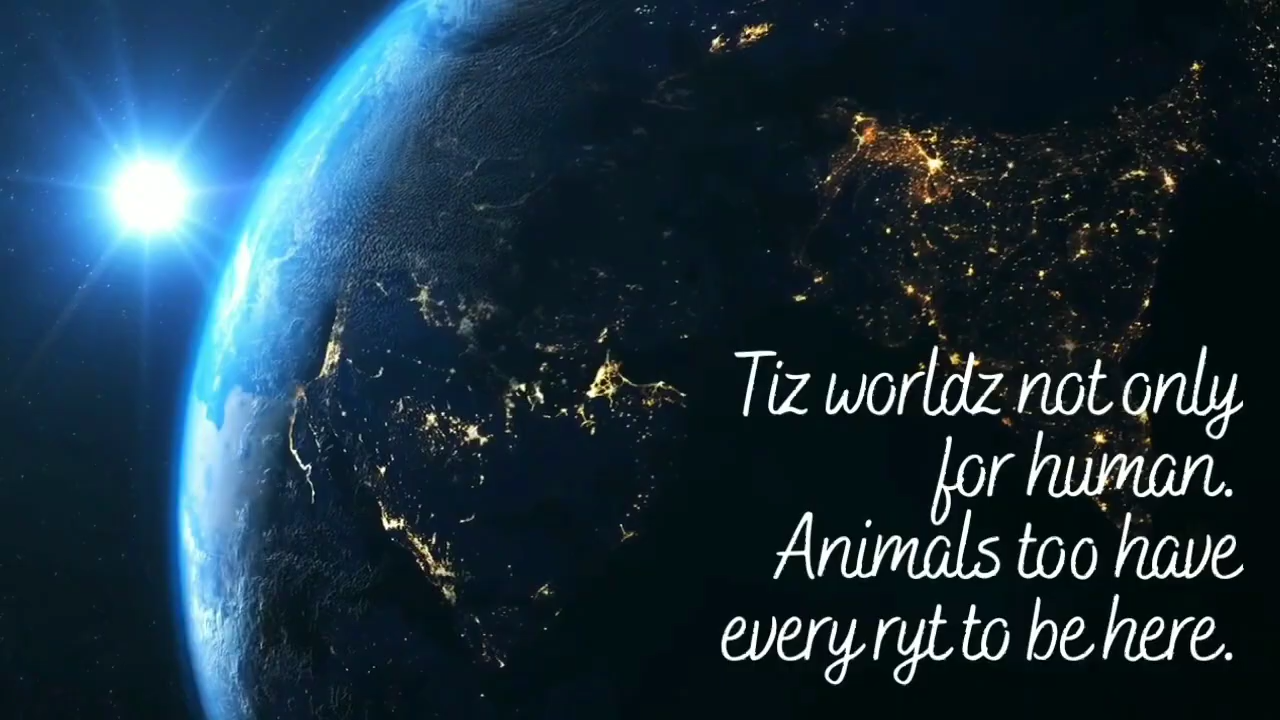 Tiz worldz not only
for human.
Animals too have
every ryt to be here.